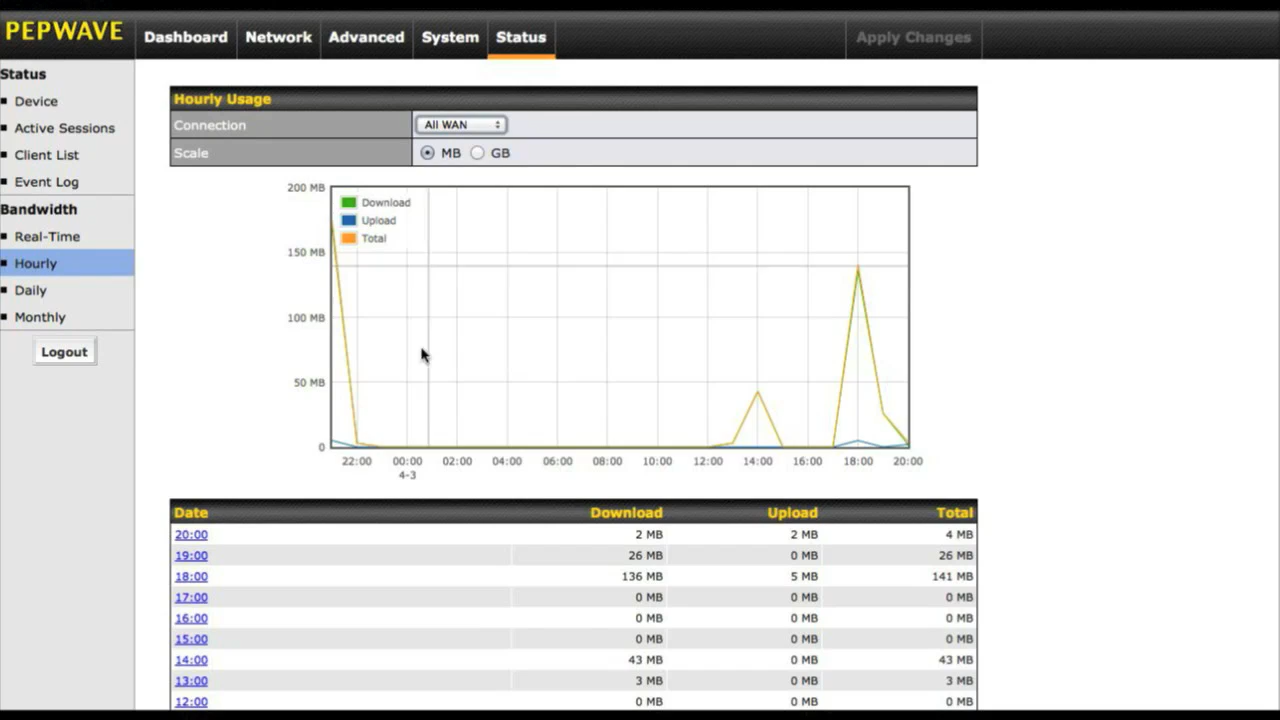 PEPWAVE
Dashboard Network Advanced System Status Apply Changes
Status
Device
Active Sessions
Client List
Event Log
Bandwidth
Real-Time
Hourly
Daily
Monthly
Logout
Hourly Usage
Connection All WAN
Scale MB GB
200 MB
150 MB
100 MB
50 MB
0
Download
Upload
Total
22:00 00:00 02:00 04:00 06:00 08:00 10:00 12:00 14:00 16:00 18:00 20:00
4-3
Date Download Upload Total
20:00 2 MB 2 MB 4 MB
19:00 26 MB 0 MB 26 MB
18:00 136 MB 5 MB 141 MB
17:00 0 MB 0 MB 0 MB
16:00 0 MB 0 MB 0 MB
15:00 0 MB 0 MB 0 MB
14:00 43 MB 0 MB 43 MB
13:00 3 MB 0 MB 3 MB
12:00 0 MB 0 MB 0 MB